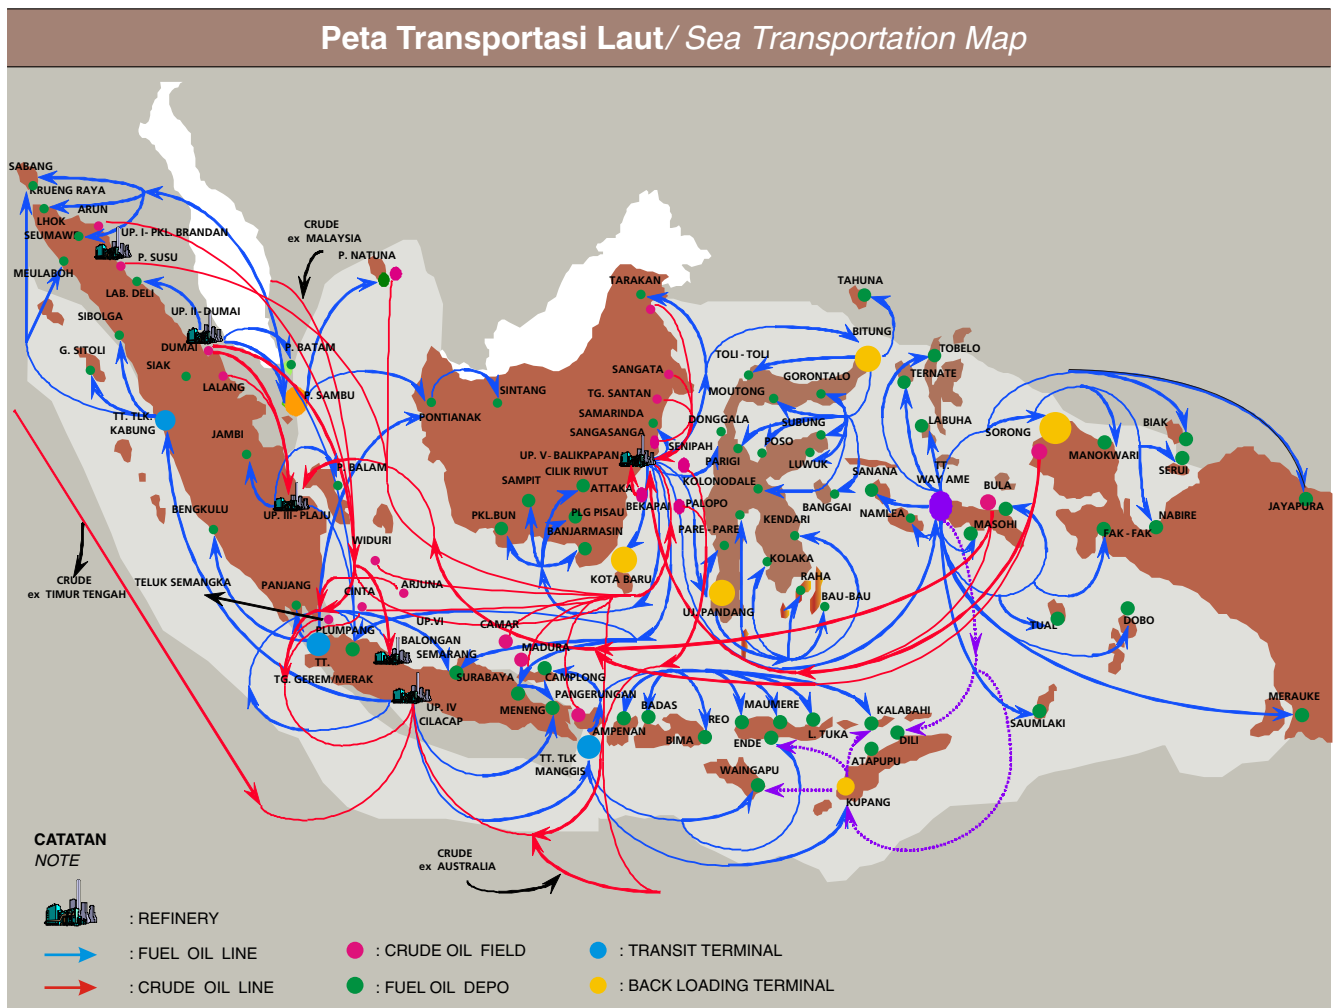 Peta Transportasi Laut/ Sea Transportation Map
SABANG
KRUENG RAYA
ARUN
LHOK
SEUMAWE
UP. I- PKL. BRANDAN
P. SUSU
MEULABOH
LAB. DELI
UP. II- DUMAI
SIBOLGA
DUMAI
G. SITOLI
SIAK
LALANG
TT. TLK.
KABUNG
JAMBI
BENGKULU
CRUDE
ex MALAYSIA
P. NATUNA
P. BATAM
P. SAMBU
PONTIANAK
SINTANG
P. BALAM
UP. III- PLAJU
WIDURI
CINTA
ARJUNA
TELUK SEMANGKA
PANJANG
PLUMPANG
TT.
TG. GEREM/MERAK
UP.VI
BALONGAN
SEMARANG
UP. IV
CILACAP
CRUDE
ex TIMUR TENGAH
TARAKAN
SANGATA
TG. SANTAN
SAMARINDA
SANGASANGA
SENIPAH
UP. V- BALIKPAPAN
CILIK RIWUT
SAMPIT
ATTAKA
BEKAPAI
PKL.BUN
PLG PISAU
BANJARMASIN
KOTA BARU
CAMAR
MADURA
SURABAYA
CAMPLONG
MENENG
PANGERUNGAN
AMPENAN
TT. TLK
MANGGIS
TAHUNA
BITUNG
TOLI - TOLI
MOUTONG
GORONTALO
DONGGALA
SUBUNG
POSO
PARIGI
LUWUK
KOLONODALE
PALOPO
BANGGAI
KENDARI
PARE - PARE
KOLAKA
RAHA
BAU-BAU
UJ. PANDANG
TOBELO
TERNATE
LABUHA
SANANA
TT.
WAY AME
NAMLEA
BULA
MASOHI
SORONG
MANOKWARI
BIAK
SERUI
NABIRE
FAK - FAK
JAYAPURA
TUAL
DOBO
SAUMLAKI
MERAUKE
BADAS
BIMA
REO
MAUMERE
ENDE
L. TUKA
KALABAHI
DILI
ATAPUPU
WAINGAPU
KUPANG
CRUDE
ex AUSTRALIA
CATATAN
NOTE
: REFINERY
: FUEL OIL LINE
: CRUDE OIL LINE
: CRUDE OIL FIELD
: FUEL OIL DEPO
: TRANSIT TERMINAL
: BACK LOADING TERMINAL